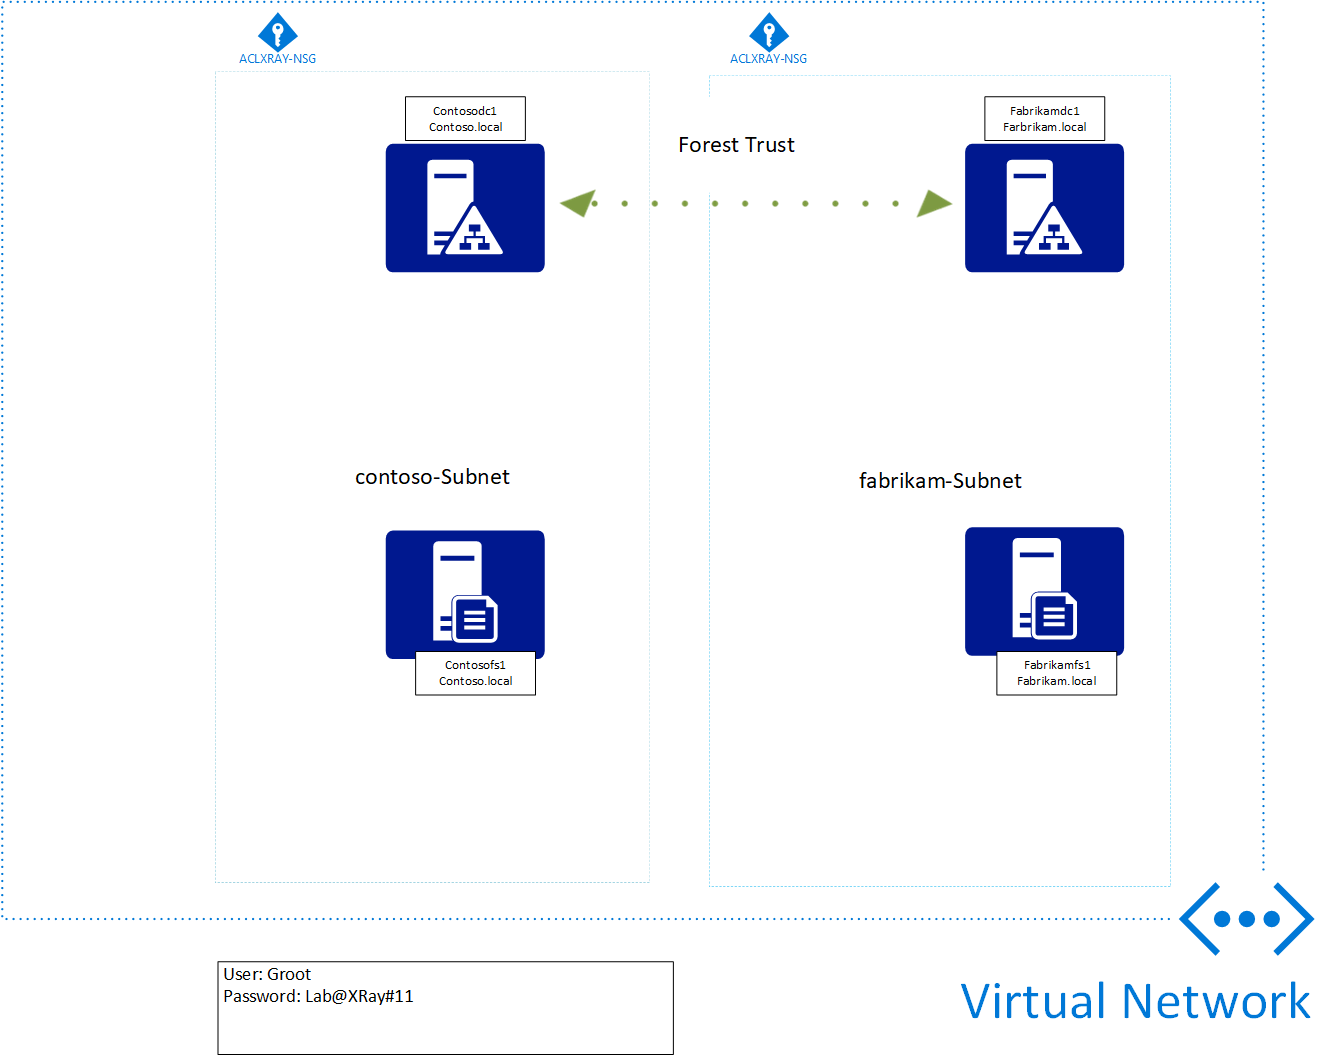 ACLXRAY-NSG
ACLXRAY-NSG
Contosodc1
Contoso.local
Fabrikamdc1
Farbrikam.local
Forest Trust
contoso-Subnet
fabrikam-Subnet
Contosofs1
Contoso.local
Fabrikamfs1
Fabrikam.local
User: Groot
Password: Lab@XRay#11
Virtual Network